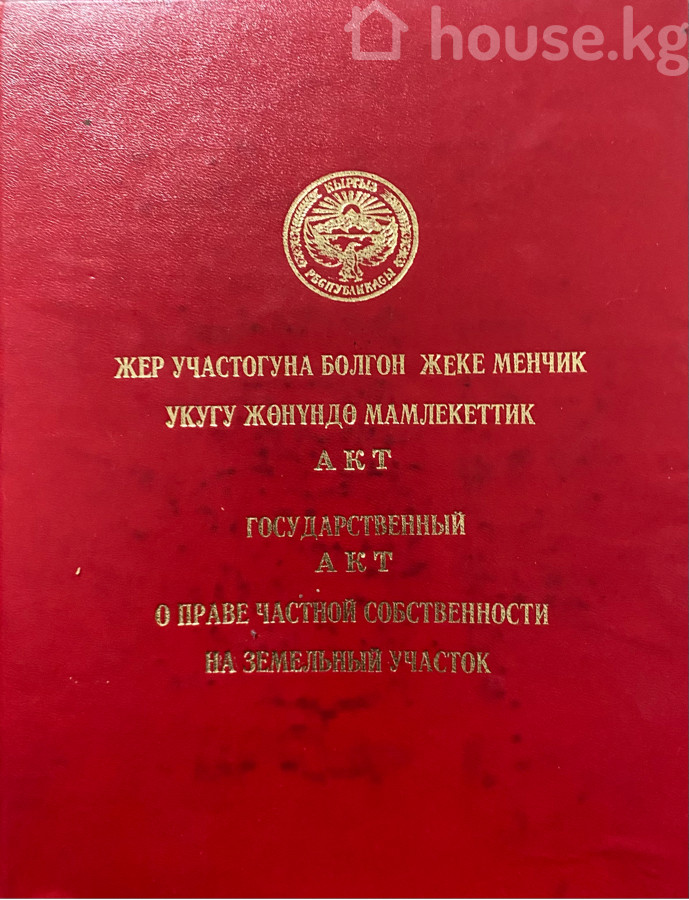 house.kg
КЫРГЫЗ
РЕСПУБЛИКАСЫ
ЖЕР УЧАСТОГУНА БОЛГОН ЖЕКЕ МЕНЧИК
УКУГУ ЖӨНҮНДӨ МАМЛЕКЕТТИК
АКТ
ГОСУДАРСТВЕННЫЙ
АКТ
О ПРАВЕ ЧАСТНОЙ СОБСТВЕННОСТИ
НА ЗЕМЕЛЬНЫЙ УЧАСТОК